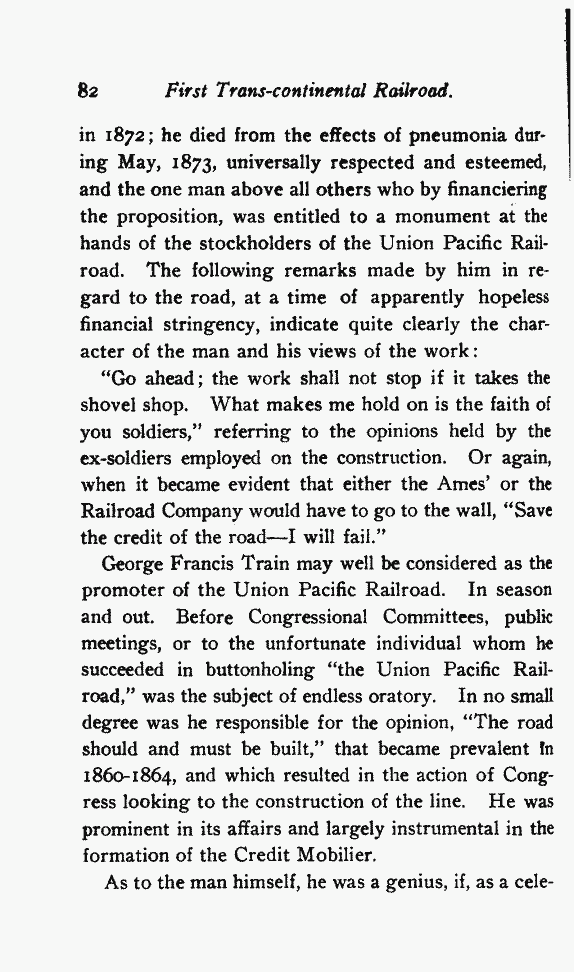 82 First Trans-continental Railroad.
in 1872; he died from the effects of pneumonia dur-
ing May, 1873, universally respected and esteemed,
and the one man above all others who by financiering
the proposition, was entitled to a monument at the
hands of the stockholders of the Union Pacific Rail-
road. The following remarks made by him in re-
gard to the road, at a time of apparently hopeless
financial stringency, indicate quite clearly the char-
acter of the man and his views of the work:
"Go ahead; the work shall not stop if it takes the
shovel shop. What makes me hold on is the faith of
you soldiers," referring to the opinions held by the
ex-soldiers employed on the construction. Or again,
when it became evident that either the Ames' or the
Railroad Company would have to go to the wall, "Save
the credit of the road—I will fail."
George Francis Train may well be considered as the
promoter of the Union Pacific Railroad. In season
and out. Before Congressional Committees, public
meetings, or to the unfortunate individual whom he
succeeded in buttonholing "the Union Pacific Rail-
road," was the subject of endless oratory. In no small
degree was he responsible for the opinion, "The road
should and must be built," that became prevalent in
1860-1864, and which resulted in the action of Cong-
ress looking to the construction of the line. He was
prominent in its affairs and largely instrumental in the
formation of the Credit Mobilier.
As to the man himself, he was a genius, if, as a cele-